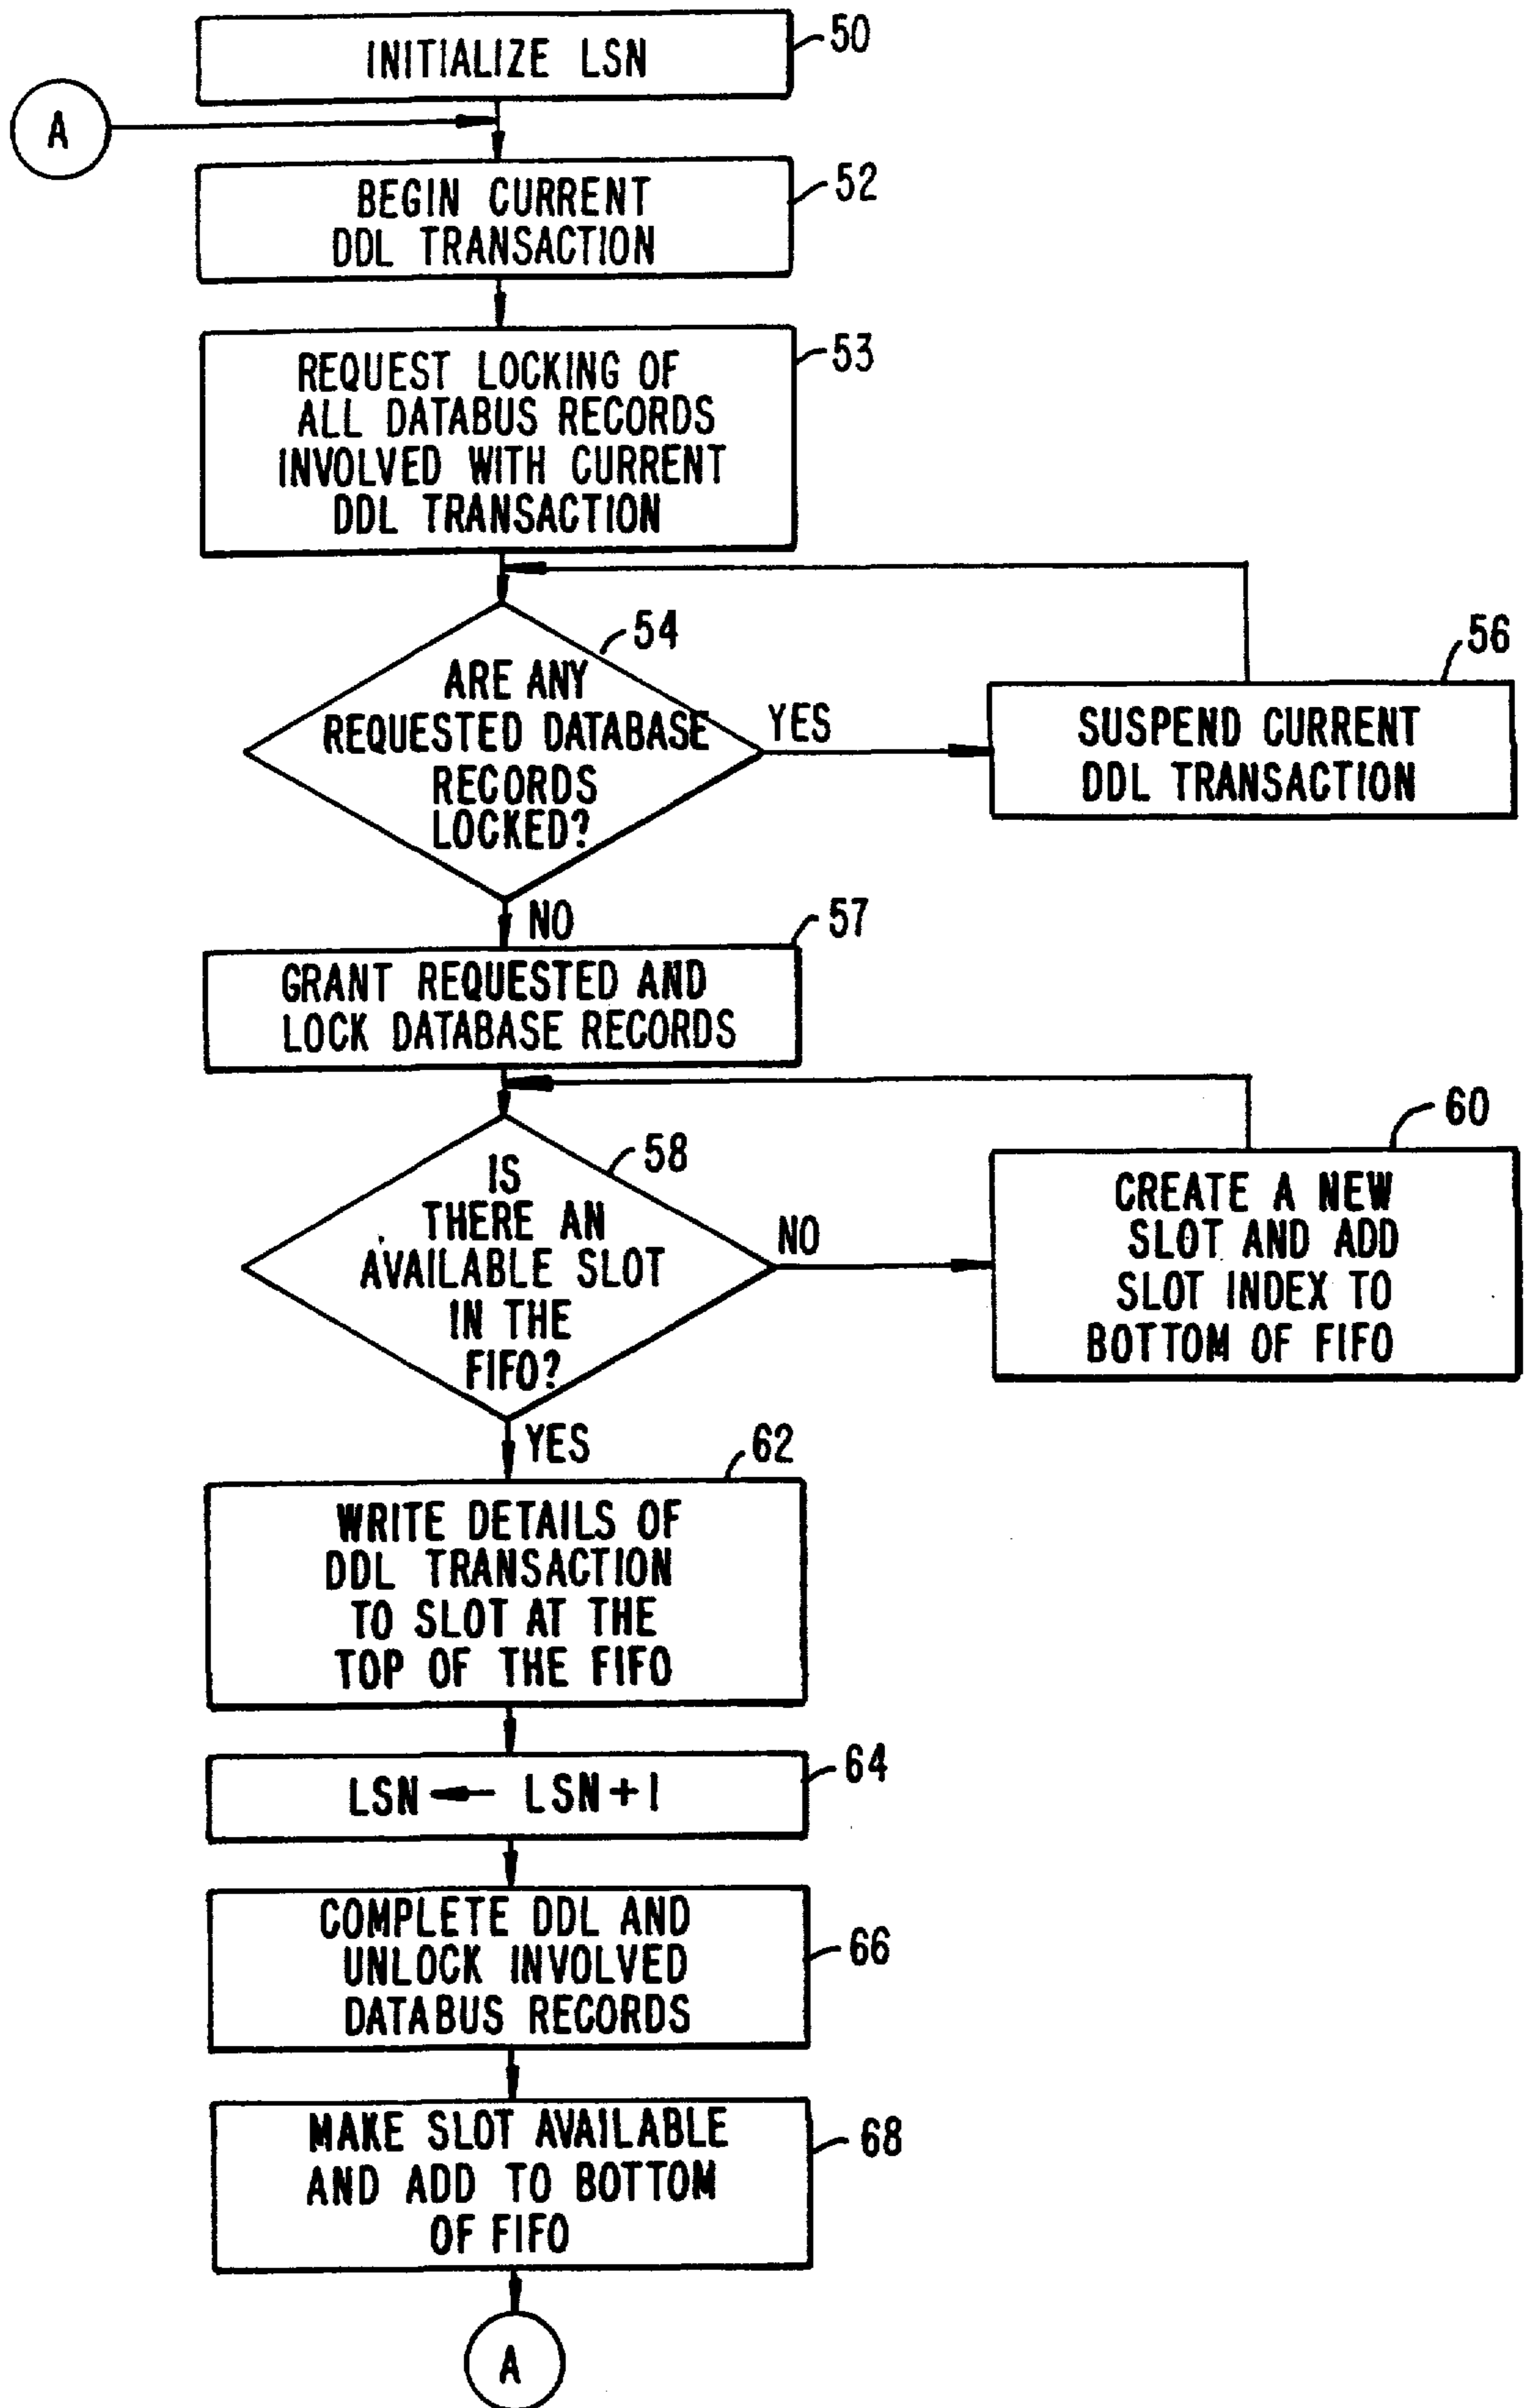 INITIALIZE LSN
50
A
BEGIN CURRENT
DDL TRANSACTION
52
REQUEST LOCKING OF
ALL DATABUS RECORDS
INVOLVED WITH CURRENT
DDL TRANSACTION
53
ARE ANY
REQUESTED DATABASE
RECORDS
LOCKED?
54
YES
SUSPEND CURRENT
DDL TRANSACTION
56
NO
GRANT REQUESTED AND
LOCK DATABASE RECORDS
57
IS
THERE AN
AVAILABLE SLOT
IN THE
FIFO?
58
NO
CREATE A NEW
SLOT AND ADD
SLOT INDEX TO
BOTTOM OF FIFO
60
YES
WRITE DETAILS OF
DDL TRANSACTION
TO SLOT AT THE
TOP OF THE FIFO
62
LSN ← LSN+1
64
COMPLETE DDL AND
UNLOCK INVOLVED
DATABUS RECORDS
66
MAKE SLOT AVAILABLE
AND ADD TO BOTTOM
OF FIFO
68
A